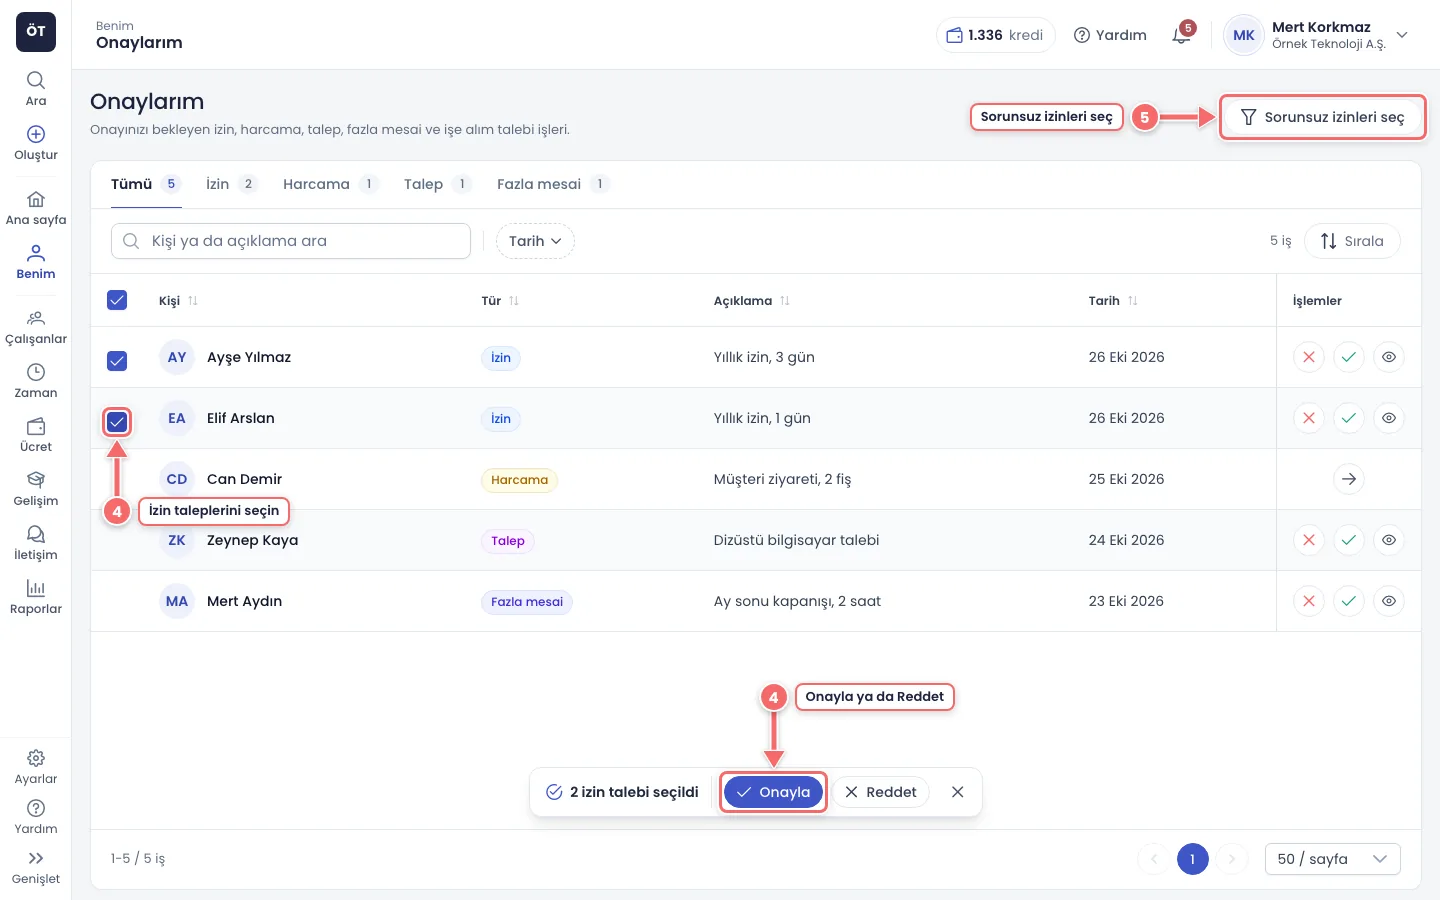 ÖT
Ara
Oluştur
Ana sayfa
Benim
Çalışanlar
Zaman
Ücret
Gelişim
İletişim
Raporlar
Ayarlar
Yardım
Genişlet
Benim
Onaylarım
1.336 kredi
Yardım
5
MK
Mert Korkmaz
Örnek Teknoloji A.Ş.
Onaylarım
Onayınızı bekleyen izin, harcama, talep, fazla mesai ve işe alım talebi işleri.
Sorunsuz izinleri seç
5
Sorunsuz izinleri seç
Tümü 5 İzin 2 Harcama 1 Talep 1 Fazla mesai 1
Kişi ya da açıklama ara
Tarih
5 iş
Sırala
Kişi Tür Açıklama Tarih İşlemler
AY Ayşe Yılmaz İzin Yıllık izin, 3 gün 26 Eki 2026
EA Elif Arslan İzin Yıllık izin, 1 gün 26 Eki 2026
CD Can Demir Harcama Müşteri ziyareti, 2 fiş 25 Eki 2026
4 İzin taleplerini seçin
ZK Zeynep Kaya Talep Dizüstü bilgisayar talebi 24 Eki 2026
MA Mert Aydın Fazla mesai Ay sonu kapanışı, 2 saat 23 Eki 2026
4 Onayla ya da Reddet
2 izin talebi seçildi Onayla Reddet
1-5 / 5 iş
1
50 / sayfa